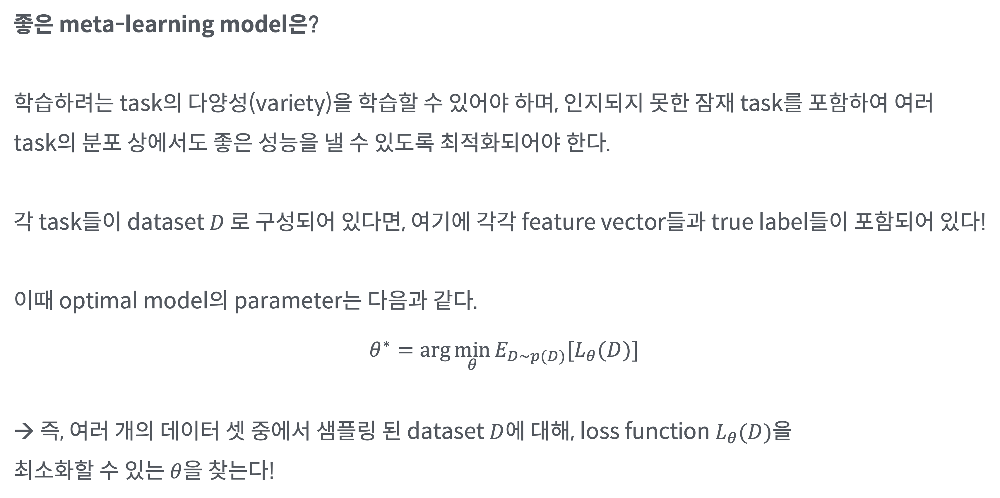 좋은 meta-learning model은?
학습하려는 task의 다양성(variety)을 학습할 수 있어야 하며, 인지되지 못한 잠재 task를 포함하여 여러
task의 분포 상에서도 좋은 성능을 낼 수 있도록 최적화되어야 한다.
각 task들이 dataset D 로 구성되어 있다면, 여기에 각각 feature vector들과 true label들이 포함되어 있다!
이때 optimal model의 parameter는 다음과 같다.
θ* = arg min_θ E_{D~p(D)}[L_θ(D)]
→ 즉, 여러 개의 데이터 셋 중에서 샘플링 된 dataset D에 대해, loss function L_θ(D)을
최소화할 수 있는 θ을 찾는다!